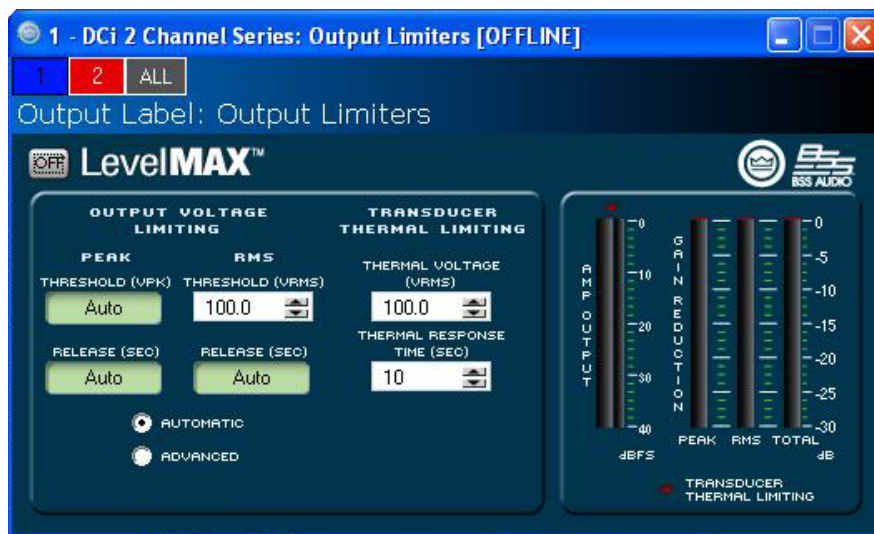 1 - DCi 2 Channel Series: Output Limiters [OFFLINE]
1 2 ALL
Output Label: Output Limiters
OFF LevelMAX™
BSS AUDIO
OUTPUT VOLTAGE
LIMITING
PEAK RMS
THRESHOLD (VPK) THRESHOLD (VRMS)
Auto 100.0
RELEASE (SEC) RELEASE (SEC)
Auto Auto
AUTOMATIC
ADVANCED
TRANSDUCER
THERMAL LIMITING
THERMAL VOLTAGE
(VRMS)
100.0
THERMAL RESPONSE
TIME (SEC)
10
AMP OUTPUT
0
-10
-20
-30
-40
dBFS
GAIN REDUCTION
0
-5
-10
-15
-20
-25
-30
PEAK RMS TOTAL
dB
TRANSDUCER
THERMAL LIMITING